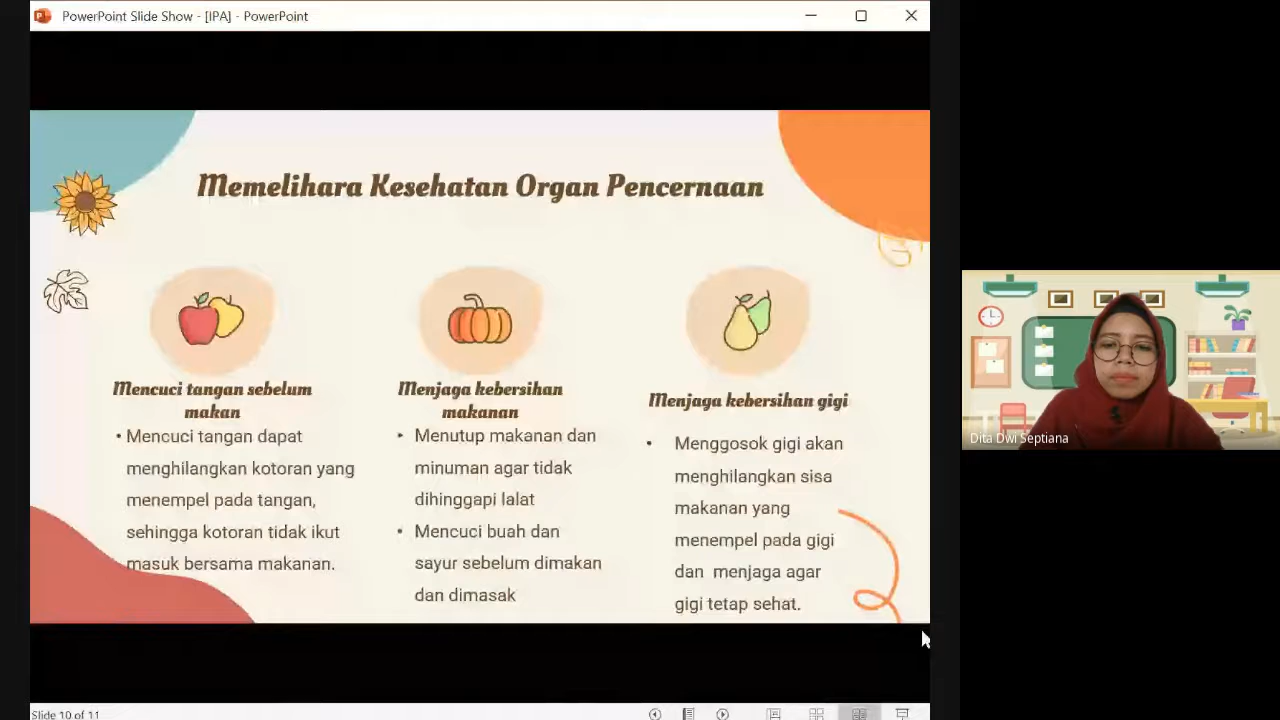 PowerPoint Slide Show - [IPA] - PowerPoint
Memelihara Kesehatan Organ Pencernaan
Mencuci tangan sebelum
makan
• Mencuci tangan dapat
menghilangkan kotoran yang
menempel pada tangan,
sehingga kotoran tidak ikut
masuk bersama makanan.
Menjaga kebersihan
makanan
• Menutup makanan dan
minuman agar tidak
dihinggapi lalat
• Mencuci buah dan
sayur sebelum dimakan
dan dimasak
Menjaga kebersihan gigi
• Menggosok gigi akan
menghilangkan sisa
makanan yang
menempel pada gigi
dan menjaga agar
gigi tetap sehat.
Dita Dwi Septiana
Slide 10 of 11